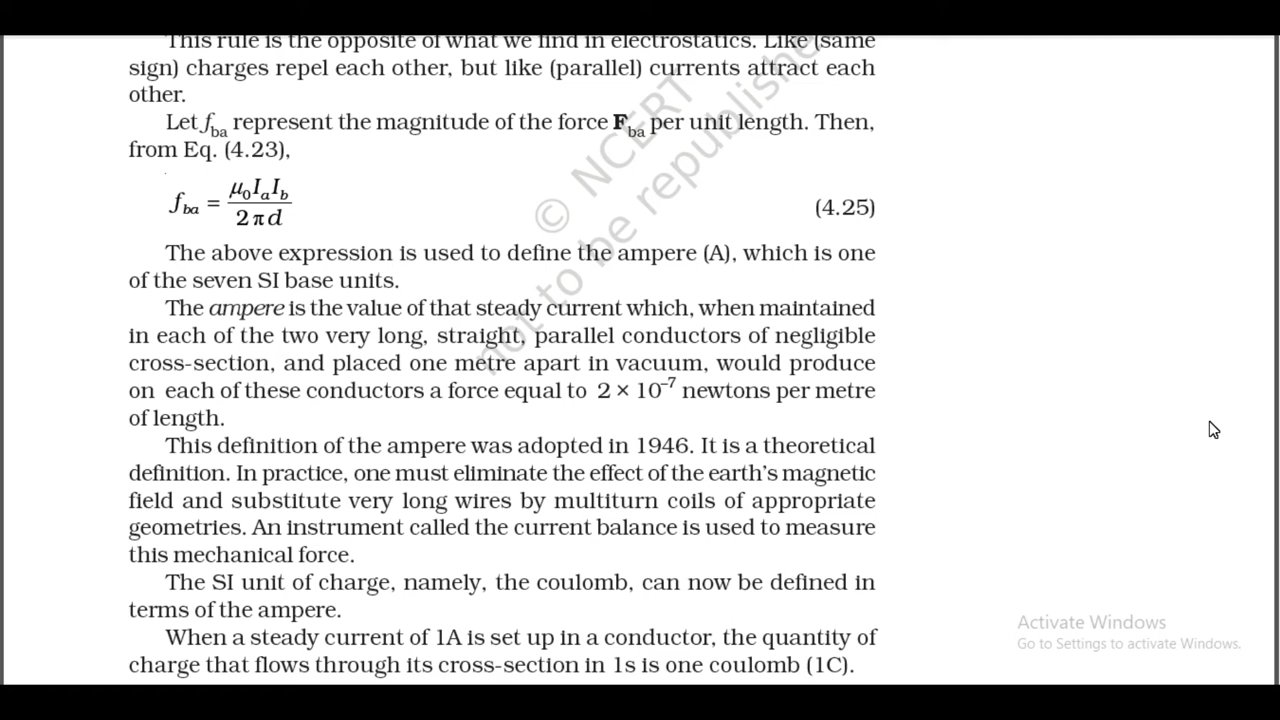 This rule is the opposite of what we find in electrostatics. Like (same
sign) charges repel each other, but like (parallel) currents attract each
other.
Let f_ba represent the magnitude of the force F_ba per unit length. Then,
from Eq. (4.23),
f_ba = μ₀I_aI_b / 2πd (4.25)
The above expression is used to define the ampere (A), which is one
of the seven SI base units.
The ampere is the value of that steady current which, when maintained
in each of the two very long, straight, parallel conductors of negligible
cross-section, and placed one metre apart in vacuum, would produce
on each of these conductors a force equal to 2 × 10⁻⁷ newtons per metre
of length.
This definition of the ampere was adopted in 1946. It is a theoretical
definition. In practice, one must eliminate the effect of the earth's magnetic
field and substitute very long wires by multiturn coils of appropriate
geometries. An instrument called the current balance is used to measure
this mechanical force.
The SI unit of charge, namely, the coulomb, can now be defined in
terms of the ampere.
When a steady current of 1A is set up in a conductor, the quantity of
charge that flows through its cross-section in 1s is one coulomb (1C).
© NCERT
not to be republishe
Activate Windows
Go to Settings to activate Windows.